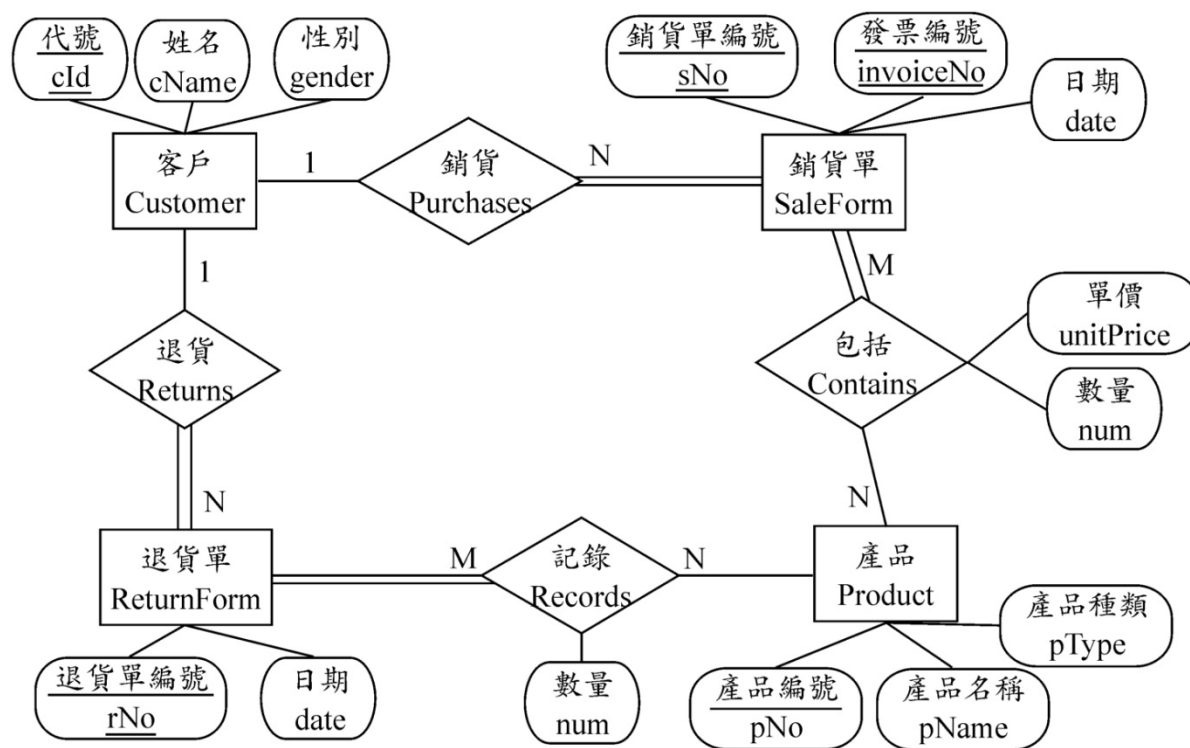 代號
cId
姓名
cName
性別
gender
銷貨單編號
sNo
發票編號
invoiceNo
日期
date
客戶
Customer
1
銷貨
Purchases
N
銷貨單
SaleForm
1
M
退貨
Returns
包括
Contains
單價
unitPrice
數量
num
N
N
退貨單
ReturnForm
M
記錄
Records
N
產品
Product
退貨單編號
rNo
日期
date
數量
num
產品編號
pNo
產品名稱
pName
產品種類
pType